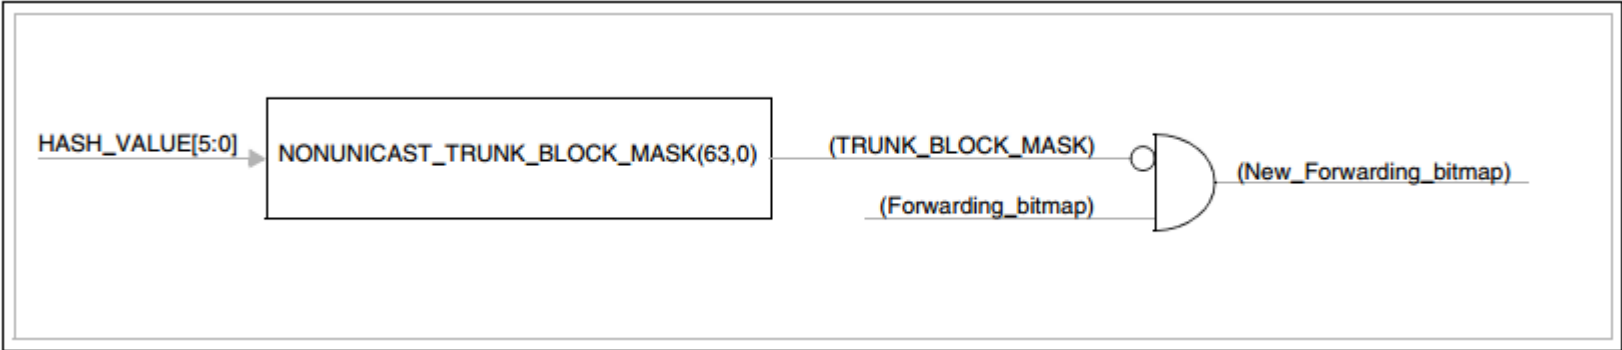 HASH_VALUE[5:0]
NONUNICAST_TRUNK_BLOCK_MASK(63,0)
(TRUNK_BLOCK_MASK)
(Forwarding_bitmap)
(New_Forwarding_bitmap)